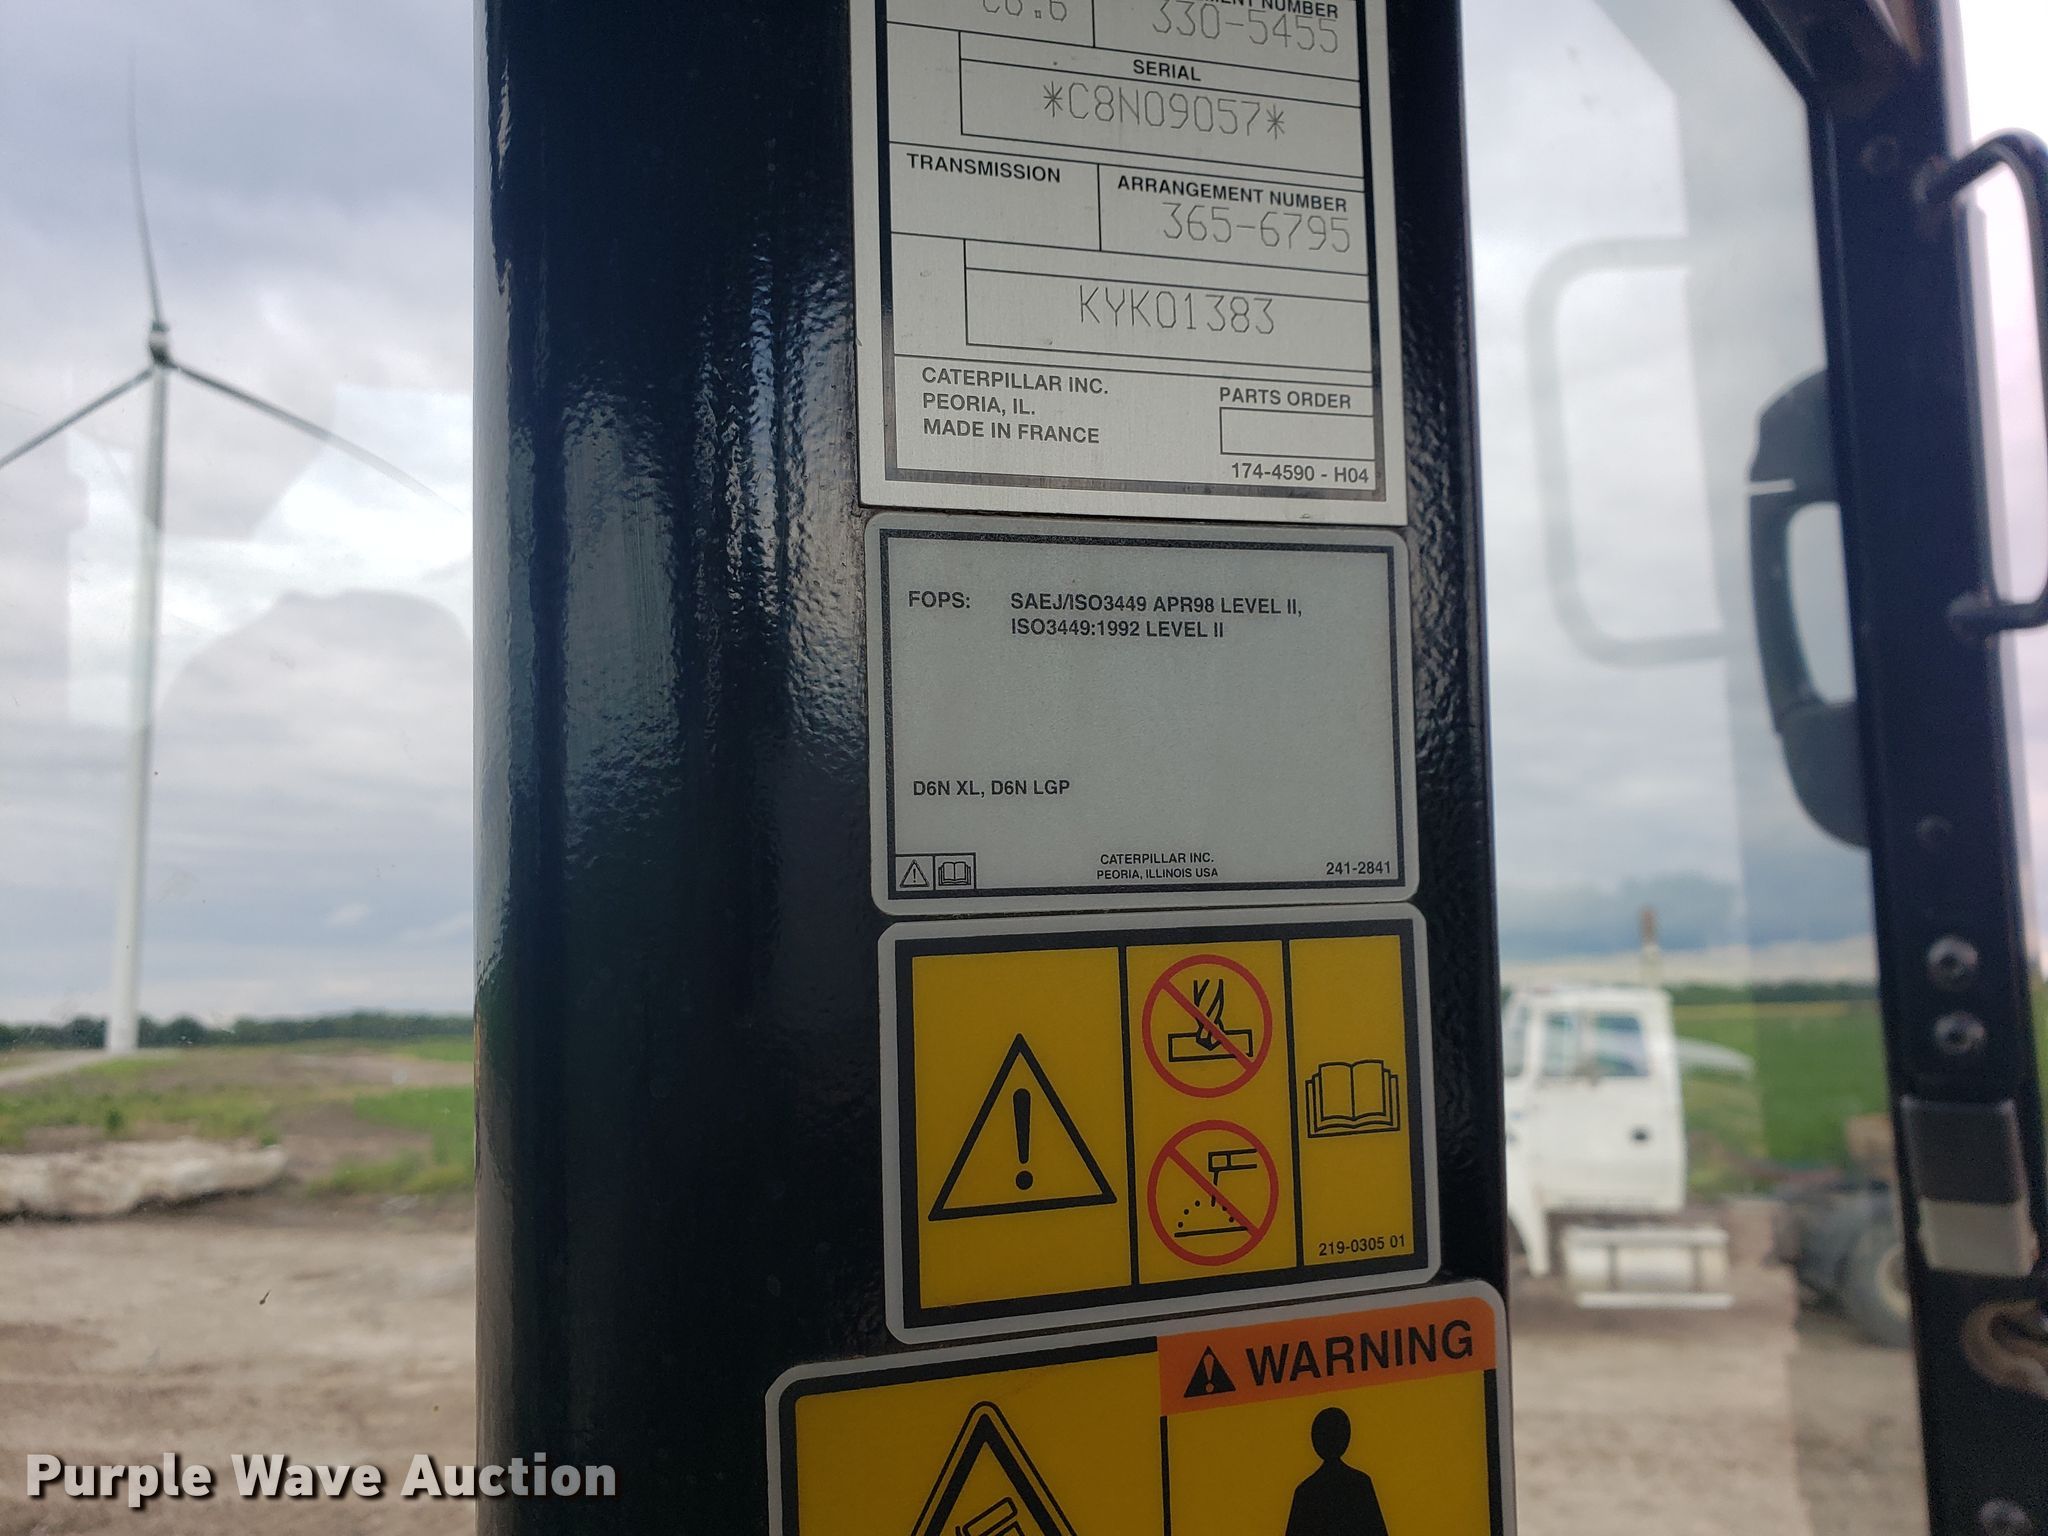 C6.6
330-5455
SERIAL
*C8N09057*
TRANSMISSION
ARRANGEMENT NUMBER
365-6795
KYK01383
CATERPILLAR INC.
PEORIA, IL.
MADE IN FRANCE
PARTS ORDER
174-4590 - H04
FOPS: SAEJ/ISO3449 APR98 LEVEL II,
ISO3449:1992 LEVEL II
D6N XL, D6N LGP
CATERPILLAR INC.
PEORIA, ILLINOIS USA
241-2841
219-0305 01
WARNING
Purple Wave Auction